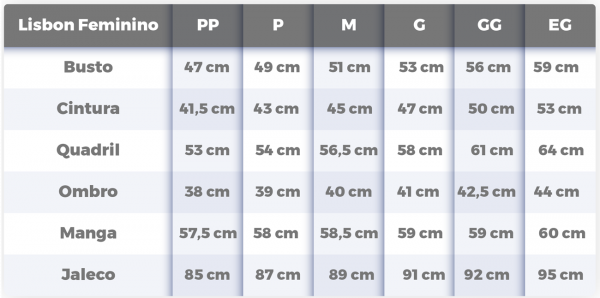 Lisbon Feminino PP P M G GG EG
Busto 47 cm 49 cm 51 cm 53 cm 56 cm 59 cm
Cintura 41,5 cm 43 cm 45 cm 47 cm 50 cm 53 cm
Quadril 53 cm 54 cm 56,5 cm 58 cm 61 cm 64 cm
Ombro 38 cm 39 cm 40 cm 41 cm 42,5 cm 44 cm
Manga 57,5 cm 58 cm 58,5 cm 59 cm 59 cm 60 cm
Jaleco 85 cm 87 cm 89 cm 91 cm 92 cm 95 cm